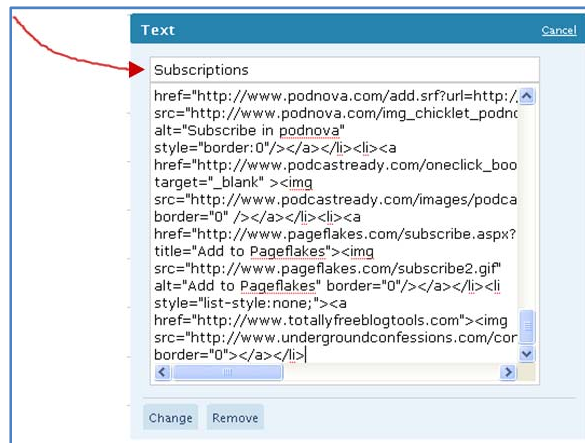 Text
Cancel
Subscriptions
href="http://www.podnova.com/add.srf?url=http:/
src="http://www.podnova.com/img_chicklet_podno
alt="Subscribe in podnova"
style="border:0"/></a></li><li><a
href="http://www.podcastready.com/oneclick_boo
target="_blank" ><img
src="http://www.podcastready.com/images/podca
border="0" /></a></li><li><a
href="http://www.pageflakes.com/subscribe.aspx?
title="Add to Pageflakes"><img
src="http://www.pageflakes.com/subscribe2.gif"
alt="Add to Pageflakes" border="0"/></a></li><li
style="list-style:none;"><a
href="http://www.totallyfreeblogtools.com"><img
src="http://www.undergroundconfessions.com/con
border="0"></a></li>
Change Remove